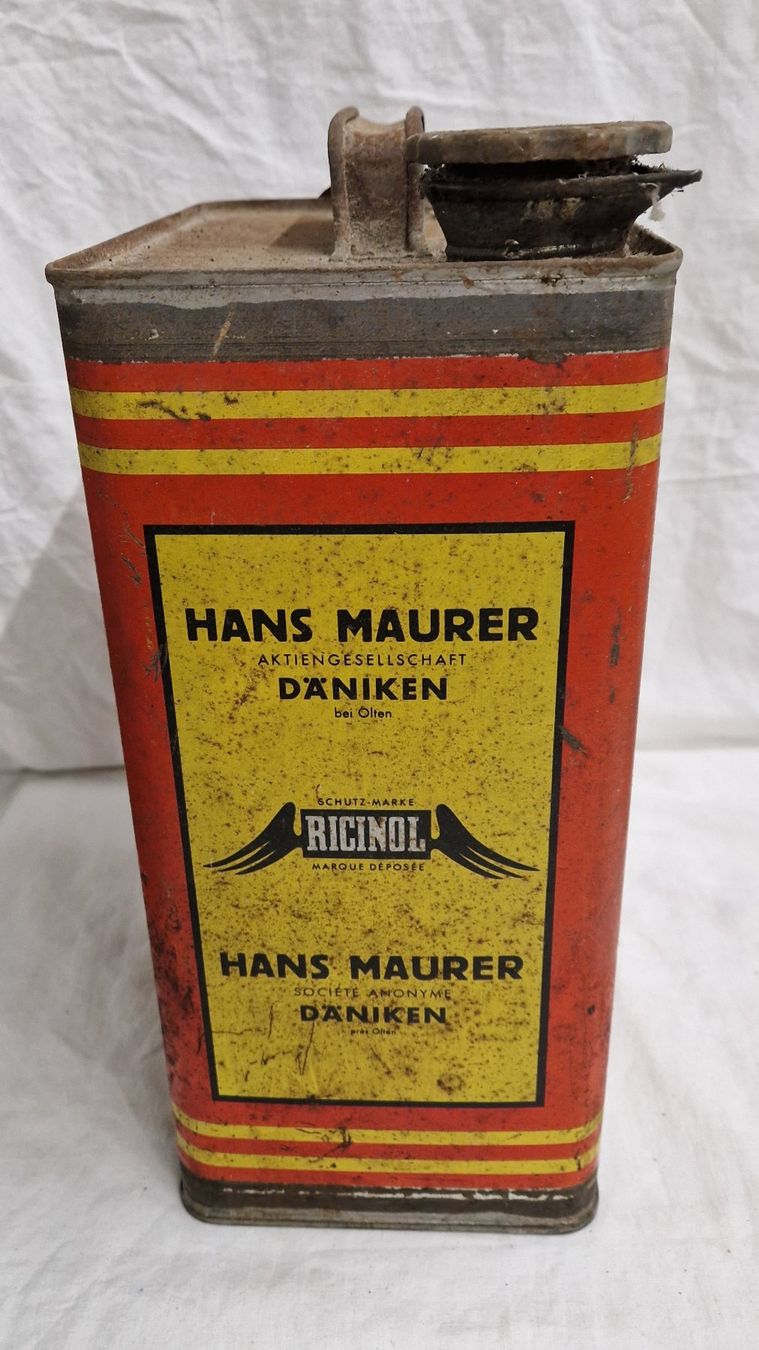 HANS MAURER
AKTIENGESELLSCHAFT
DÄNIKEN
bei Olten
SCHUTZ-MARKE
RICINOL
MARQUE DÉPOSÉE
HANS MAURER
SOCIÉTÉ ANONYME
DÄNIKEN
près Olten